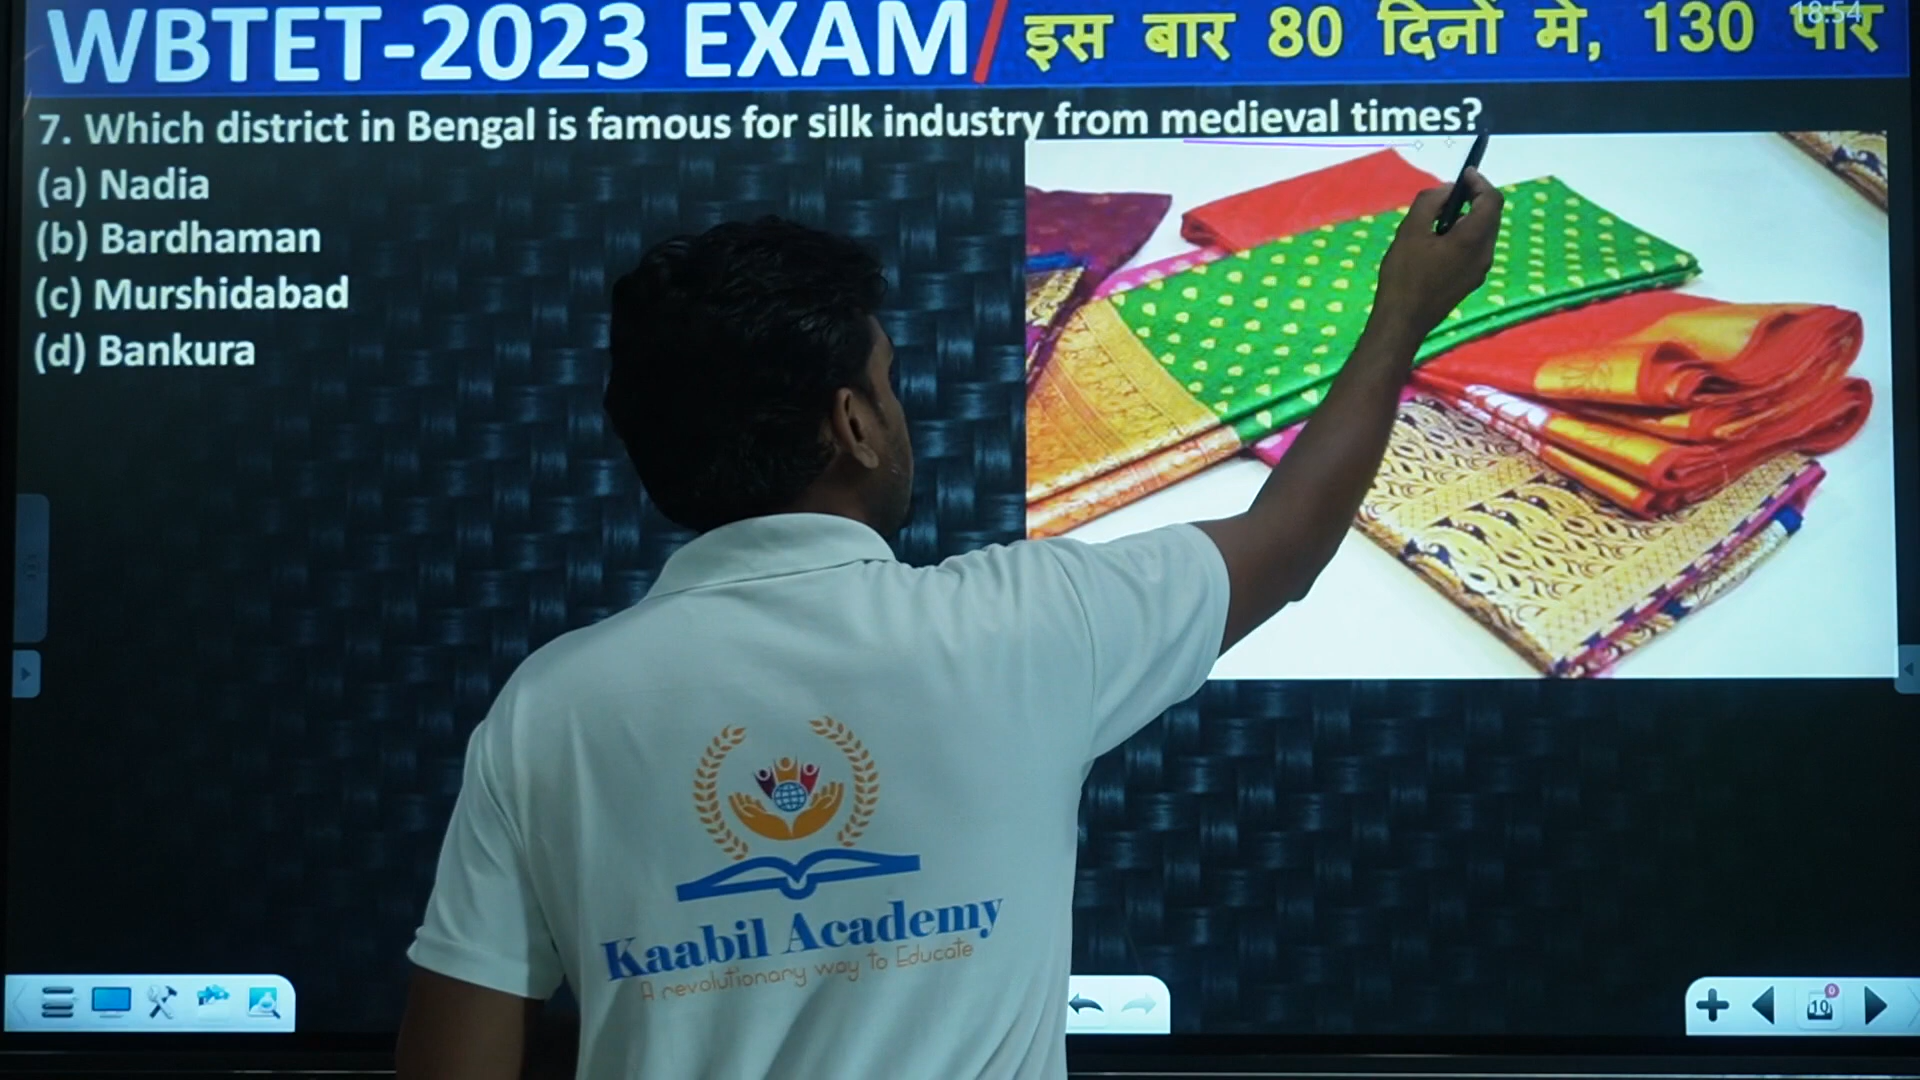 WBTET-2023 EXAM/ इस बार 80 दिनों मे, 130 पार
18:54
7. Which district in Bengal is famous for silk industry from medieval times?
(a) Nadia
(b) Bardhaman
(c) Murshidabad
(d) Bankura
Kaabil Academy
A revolutionary way to Educate
10
0